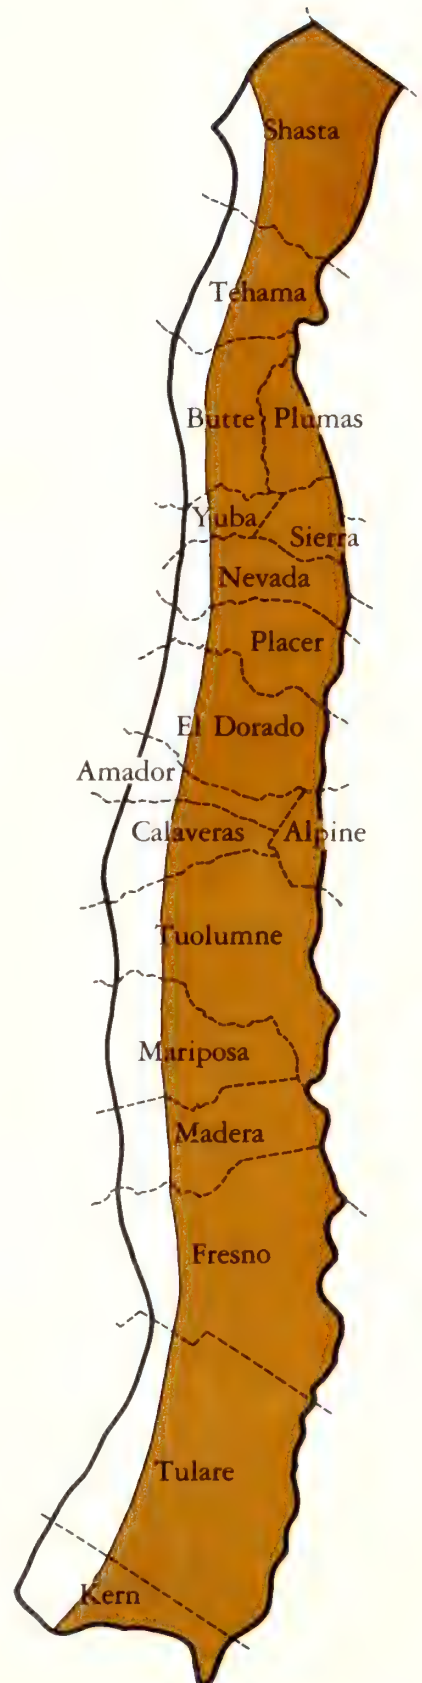 Shasta
Tehama
Butte
Plumas
Yuba
Sierra
Nevada
Placer
El Dorado
Amador
Calaveras
Alpine
Tuolumne
Mariposa
Madera
Fresno
Tulare
Kern